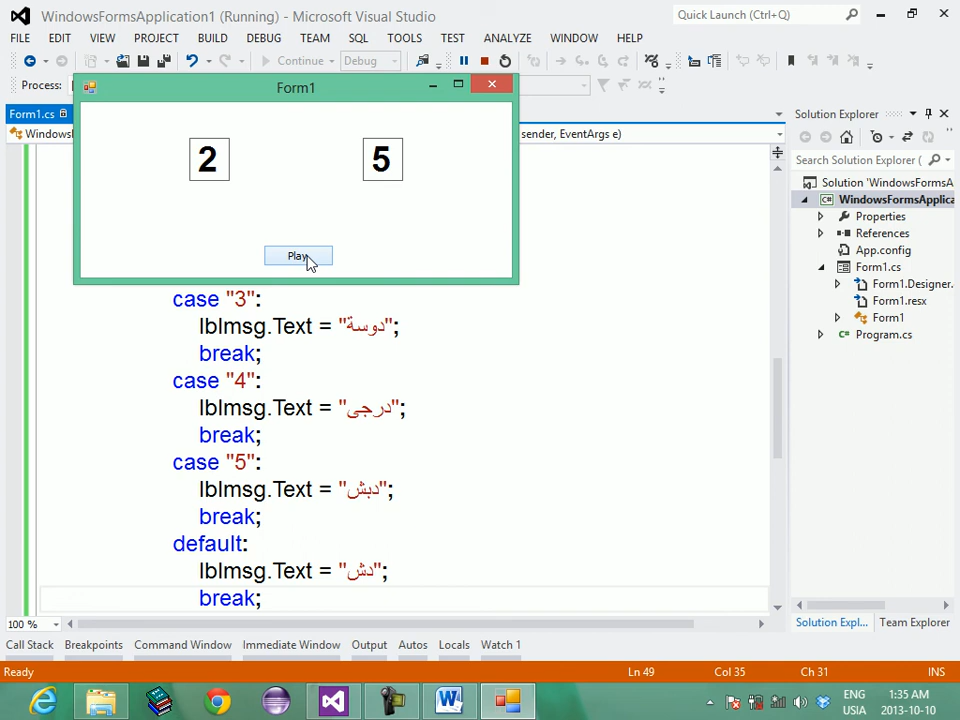 WindowsFormsApplication1 (Running) - Microsoft Visual Studio
Quick Launch (Ctrl+Q)
FILE EDIT VIEW PROJECT BUILD DEBUG TEAM SQL TOOLS TEST ANALYZE WINDOW HELP
Continue Debug
Process:
Form1
Form1.cs
Solution Explorer
Windows
sender, EventArgs e)
Search Solution Explorer (
2 5
Play
Solution 'WindowsFormsA
WindowsFormsApplica
Properties
References
App.config
Form1.cs
Form1.Designer.
Form1.resx
Form1
Program.cs
case "3":
lblmsg.Text = "دوسة";
break;
case "4":
lblmsg.Text = "درجى";
break;
case "5":
lblmsg.Text = "دبش";
break;
default:
lblmsg.Text = "دش";
break;
100 %
Solution Expl... Team Explorer
Call Stack Breakpoints Command Window Immediate Window Output Autos Locals Watch 1
Ready Ln 49 Col 35 Ch 31 INS
ENG 1:35 AM
USIA 2013-10-10